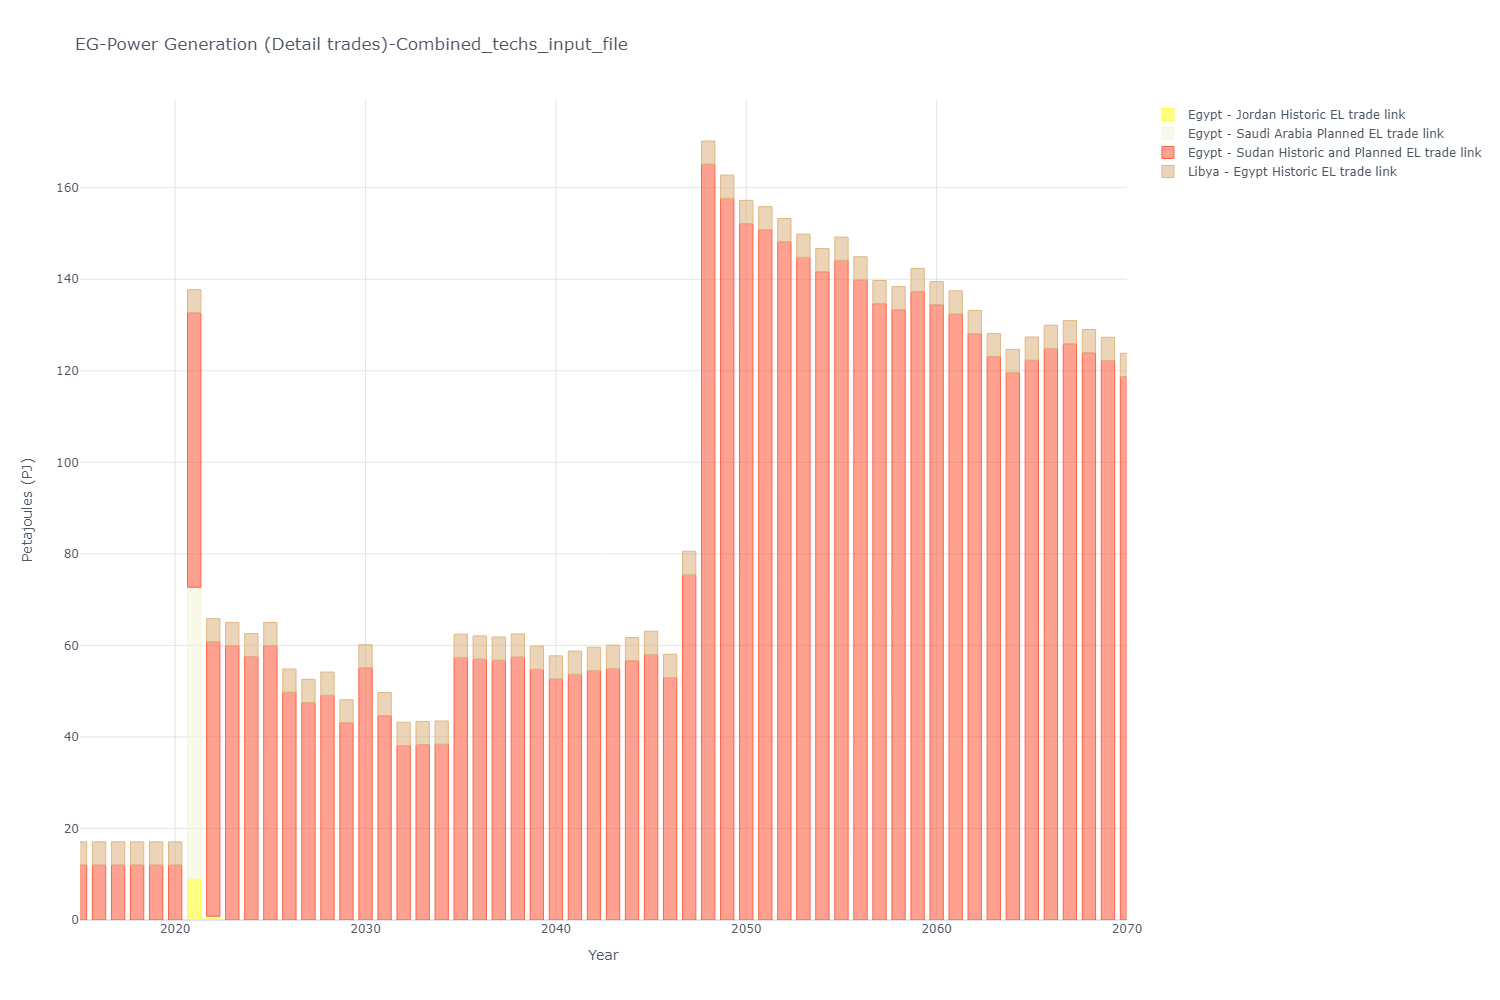 EG-Power Generation (Detail trades)-Combined_techs_input_file
Egypt - Jordan Historic EL trade link
Egypt - Saudi Arabia Planned EL trade link
Egypt - Sudan Historic and Planned EL trade link
Libya - Egypt Historic EL trade link
Petajoules (PJ)
160
140
120
100
80
60
40
20
0
2020 2030 2040 2050 2060 2070
Year